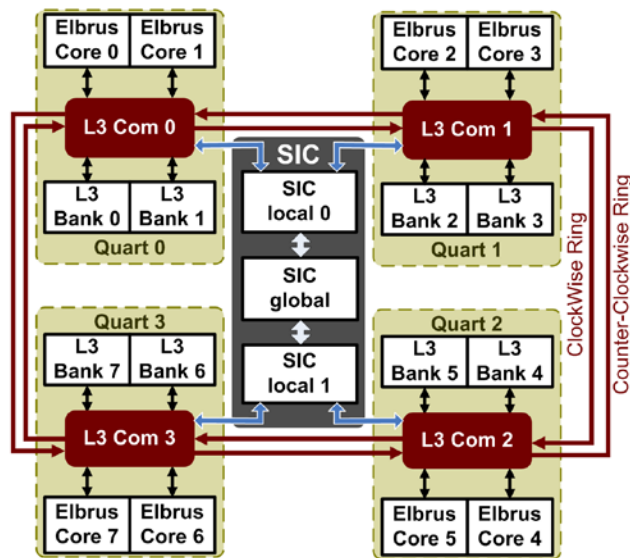 Elbrus Core 0
Elbrus Core 1
Elbrus Core 2
Elbrus Core 3
L3 Com 0
L3 Com 1
SIC
L3 Bank 0
L3 Bank 1
SIC local 0
L3 Bank 2
L3 Bank 3
Quart 0
Quart 1
SIC global
ClockWise Ring
Counter-Clockwise Ring
Quart 3
Quart 2
L3 Bank 7
L3 Bank 6
SIC local 1
L3 Bank 5
L3 Bank 4
L3 Com 3
L3 Com 2
Elbrus Core 7
Elbrus Core 6
Elbrus Core 5
Elbrus Core 4